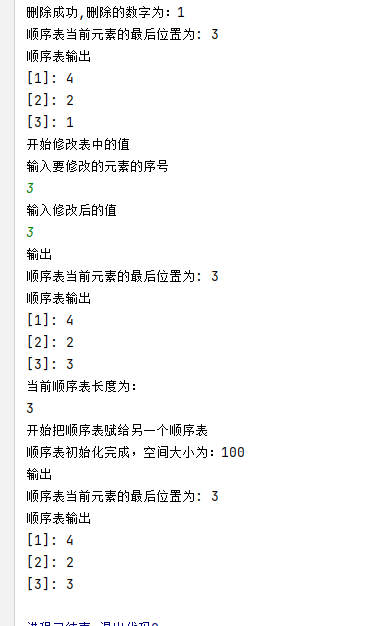 删除成功,删除的数字为：1
顺序表当前元素的最后位置为: 3
顺序表输出
[1]: 4
[2]: 2
[3]: 1
开始修改表中的值
输入要修改的元素的序号
3
输入修改后的值
3
输出
顺序表当前元素的最后位置为: 3
顺序表输出
[1]: 4
[2]: 2
[3]: 3
当前顺序表长度为:
3
开始把顺序表赋给另一个顺序表
顺序表初始化完成，空间大小为：100
输出
顺序表当前元素的最后位置为: 3
顺序表输出
[1]: 4
[2]: 2
[3]: 3
进程已结束,退出代码0